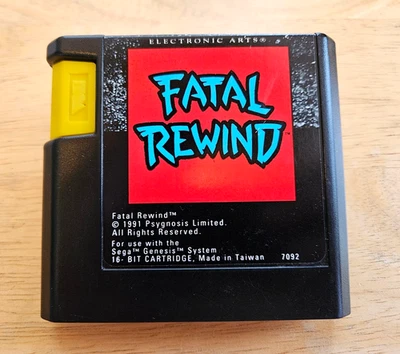 ELECTRONIC ARTS®
FATAL
REWIND™
Fatal Rewind™
© 1991 Psygnosis Limited.
All Rights Reserved.
For use with the
Sega™ Genesis™ System
16- BIT CARTRIDGE, Made in Taiwan 7092